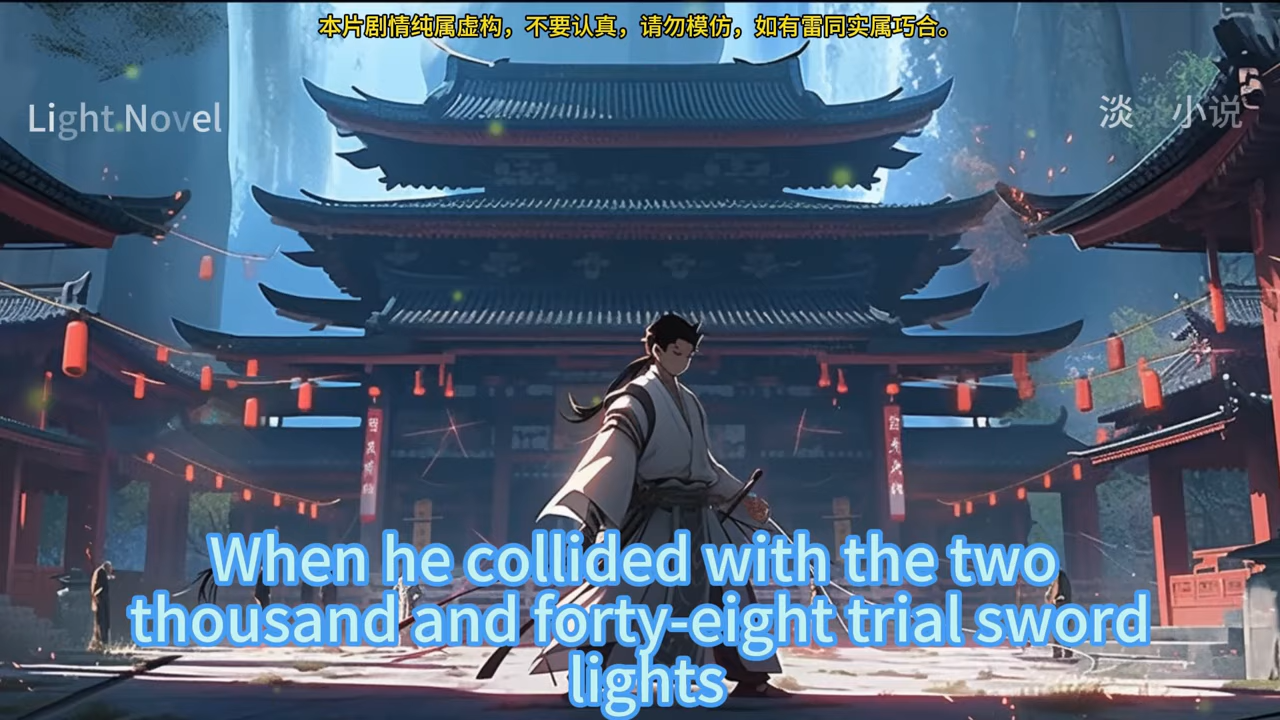 本片剧情纯属虚构，不要认真，请勿模仿，如有雷同实属巧合。
Light Novel
淡 小说
When he collided with the two
thousand and forty-eight trial sword
lights